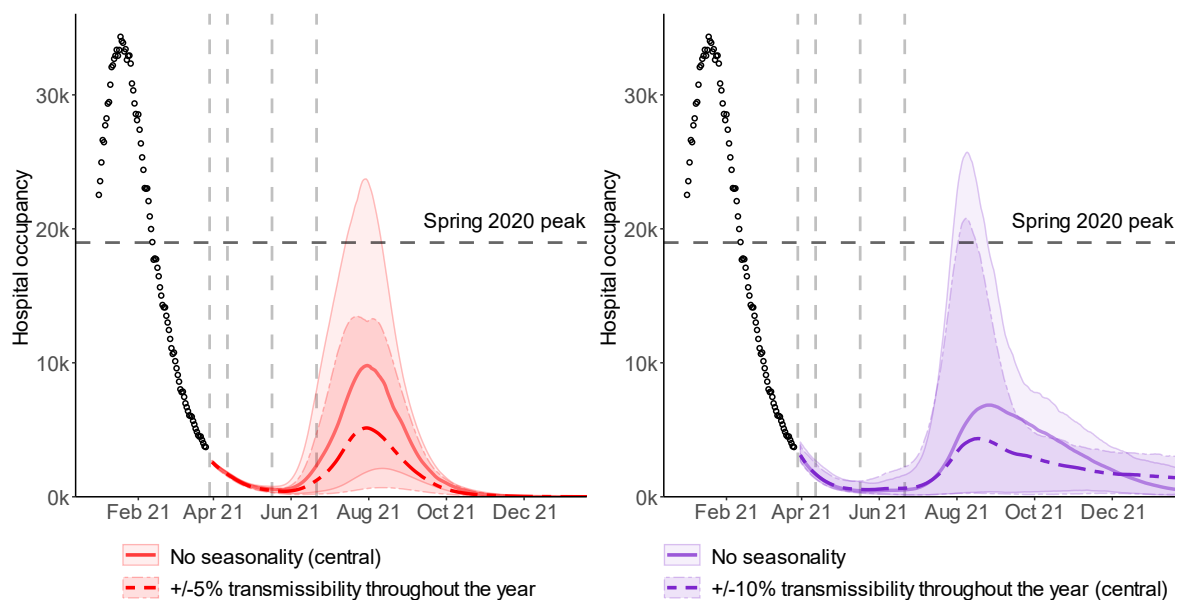 Hospital occupancy
30k
20k
10k
0k
Spring 2020 peak
Feb 21 Apr 21 Jun 21 Aug 21 Oct 21 Dec 21
No seasonality (central)
+/-5% transmissibility throughout the year
Hospital occupancy
30k
20k
10k
0k
Spring 2020 peak
Feb 21 Apr 21 Jun 21 Aug 21 Oct 21 Dec 21
No seasonality
+/-10% transmissibility throughout the year (central)